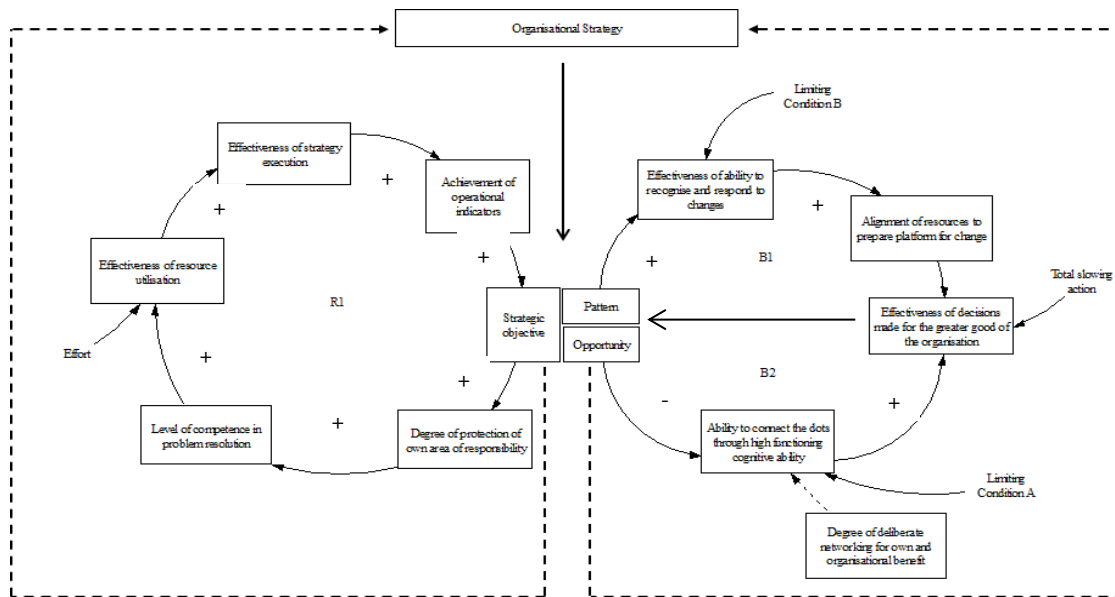 Organisational Strategy
Limiting
Condition B
Effectiveness of strategy
execution
+
Achievement of
operational
indicators
Effectiveness of ability to
recognise and respond to
changes
+
Alignment of resources to
prepare platform for change
+
Effectiveness of resource
utilisation
+
+
B1
Total slowing
action
R1
Strategic
objective
Pattern
Opportunity
Effectiveness of decisions
made for the greater good of
the organisation
Effort
+
+
B2
-
+
Level of competence in
problem resolution
+
Degree of protection of
own area of responsibility
Ability to connect the dots
through high functioning
cognitive ability
Limiting
Condition A
Degree of deliberate
networking for own and
organisational benefit